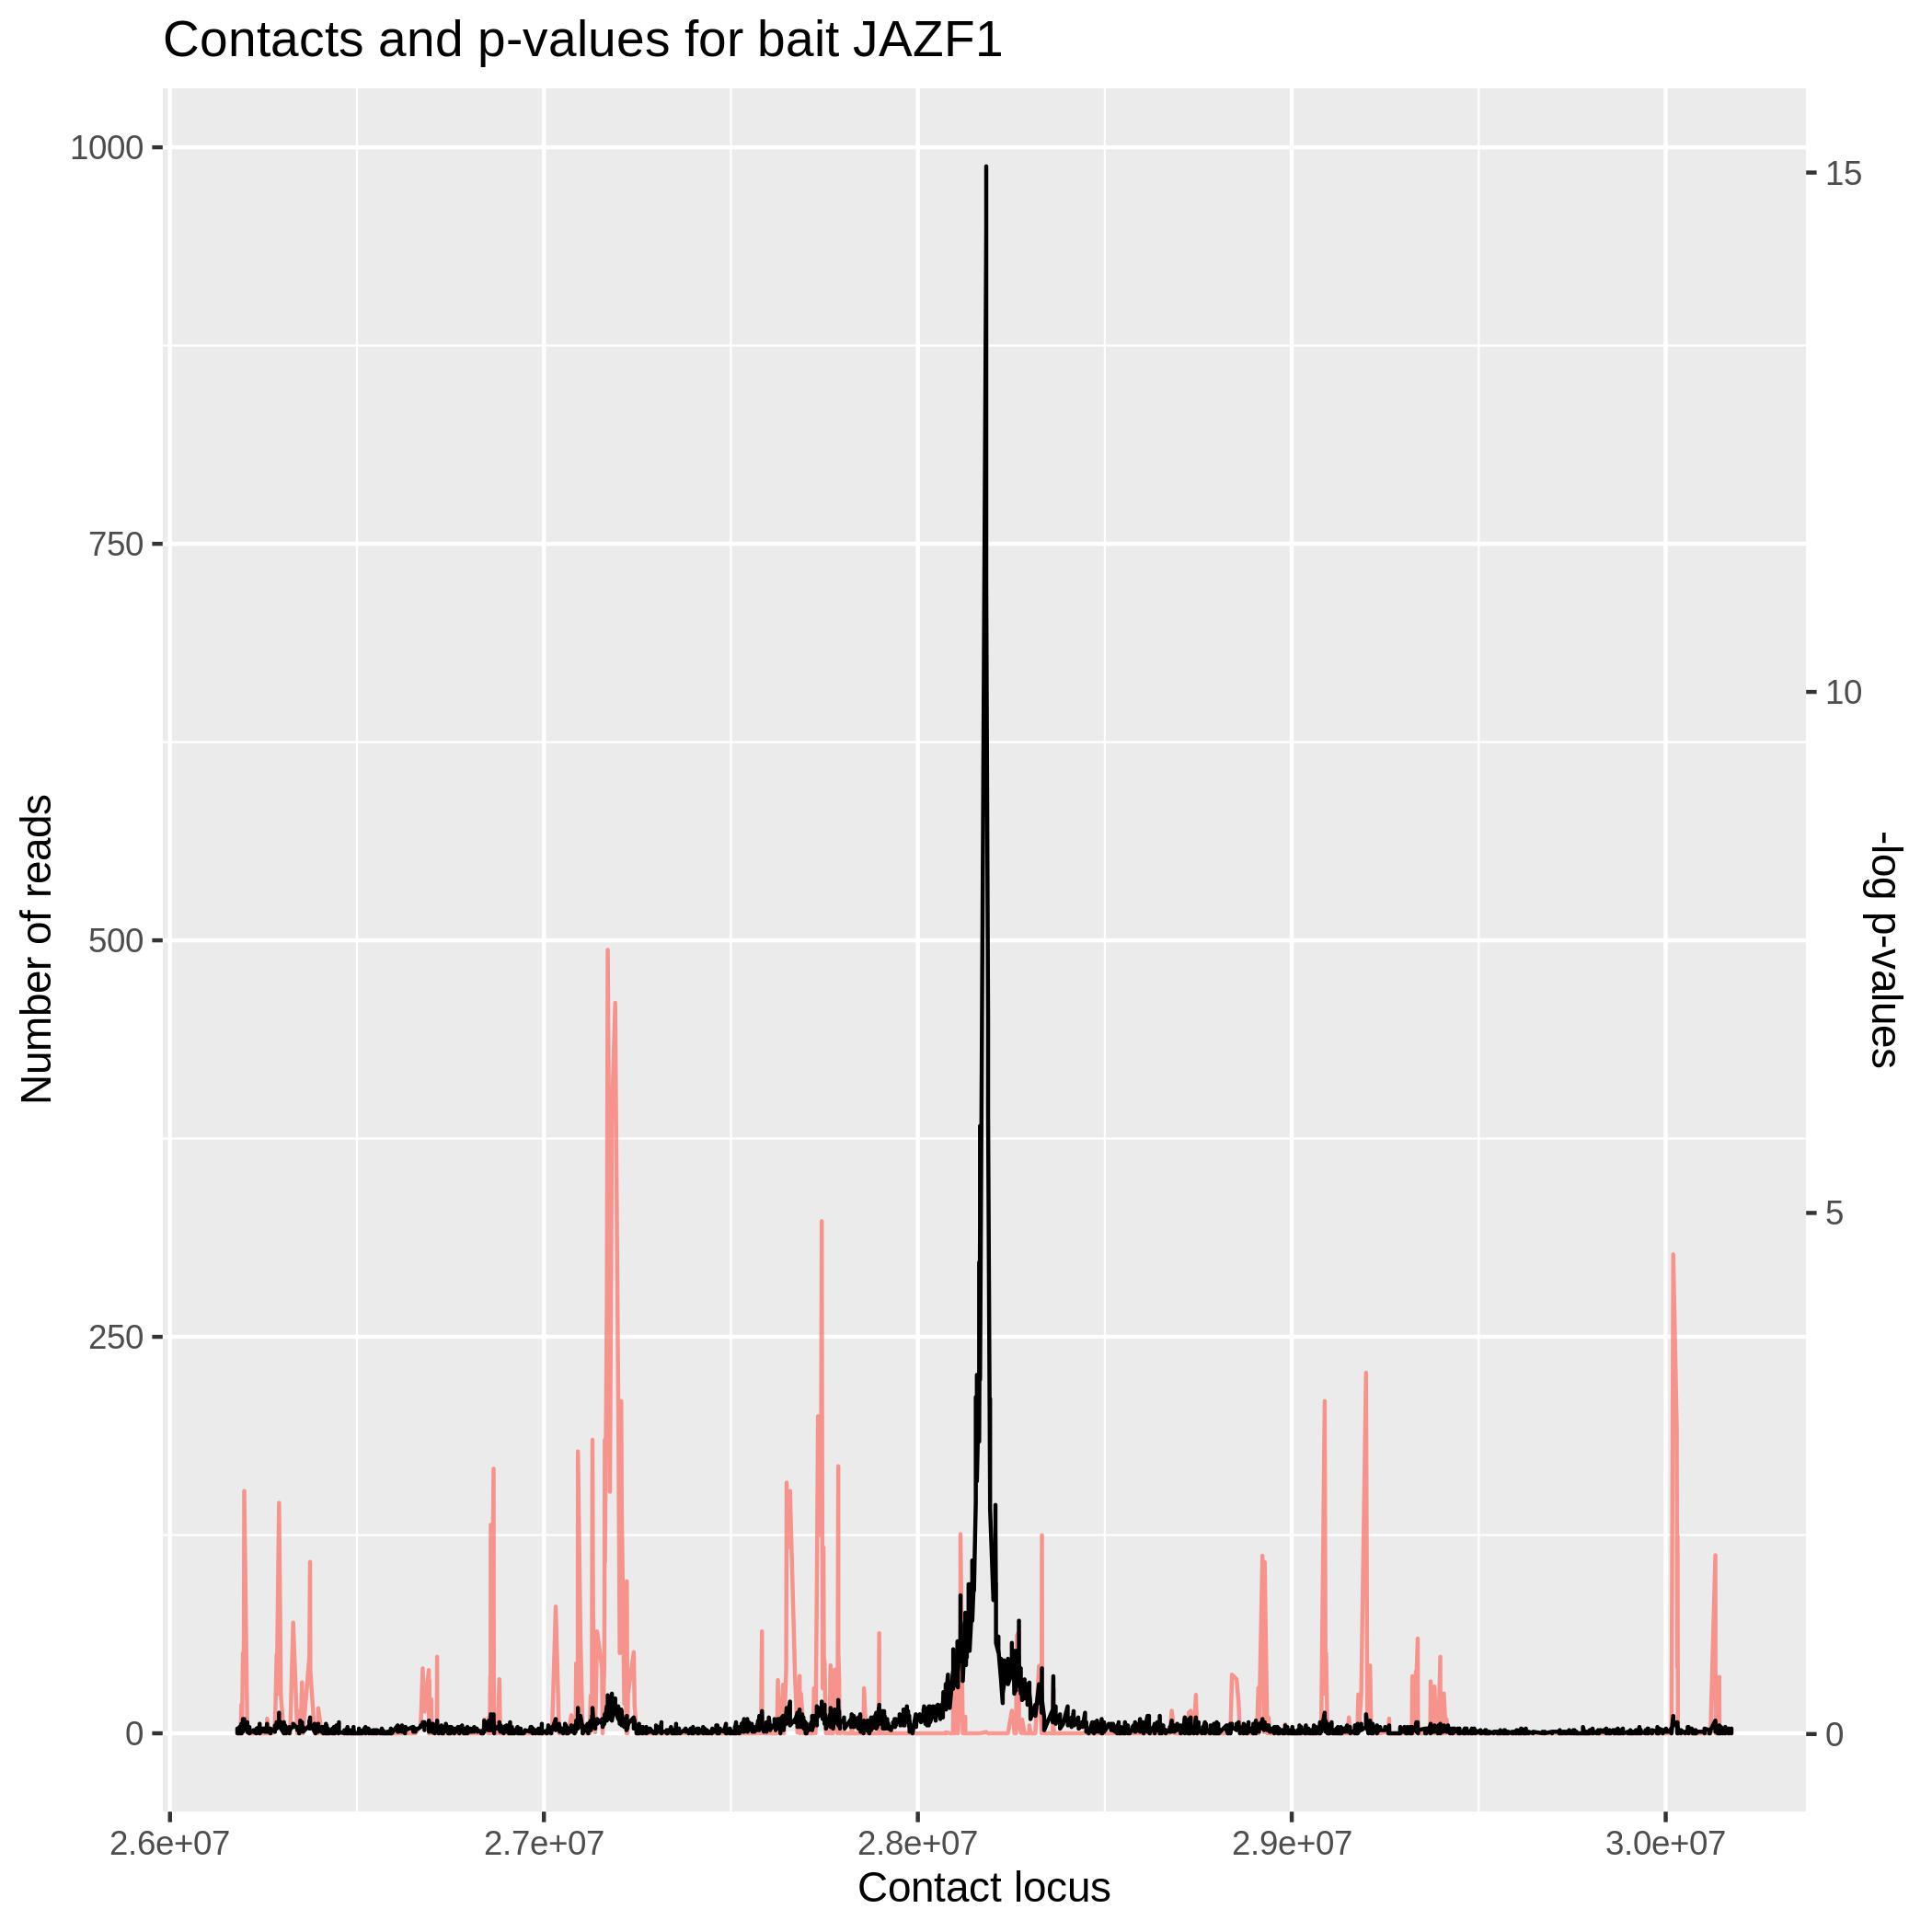 Contacts and p-values for bait JAZF1
1000
750
500
250
0
Number of reads
15
10
5
0
-log p-values
2.6e+07
2.7e+07
2.8e+07
2.9e+07
3.0e+07
Contact locus